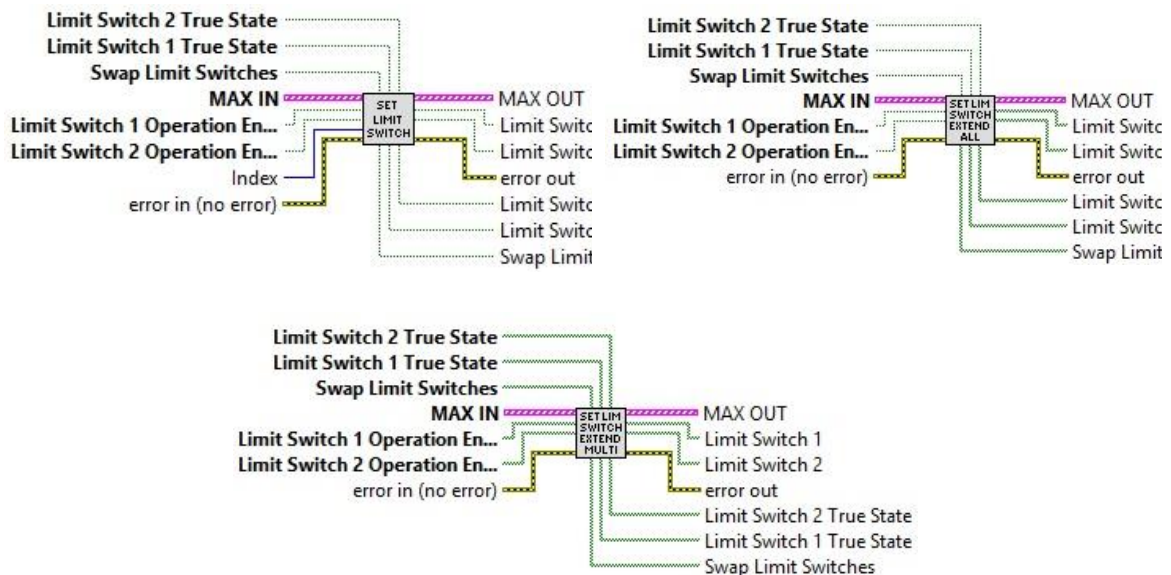 Limit Switch 2 True State
Limit Switch 1 True State
Swap Limit Switches
MAX IN
Limit Switch 1 Operation En...
Limit Switch 2 Operation En...
Index
error in (no error)
SET
LIMIT
SWITCH
MAX OUT
Limit Switc
Limit Switc
error out
Limit Switc
Limit Switc
Swap Limit
Limit Switch 2 True State
Limit Switch 1 True State
Swap Limit Switches
MAX IN
Limit Switch 1 Operation En...
Limit Switch 2 Operation En...
error in (no error)
SET LIM
SWITCH
EXTEND
ALL
MAX OUT
Limit Switc
Limit Switc
error out
Limit Switc
Limit Switc
Swap Limit
Limit Switch 2 True State
Limit Switch 1 True State
Swap Limit Switches
MAX IN
Limit Switch 1 Operation En...
Limit Switch 2 Operation En...
error in (no error)
SET LIM
SWITCH
EXTEND
MULTI
MAX OUT
Limit Switch 1
Limit Switch 2
error out
Limit Switch 2 True State
Limit Switch 1 True State
Swap Limit Switches